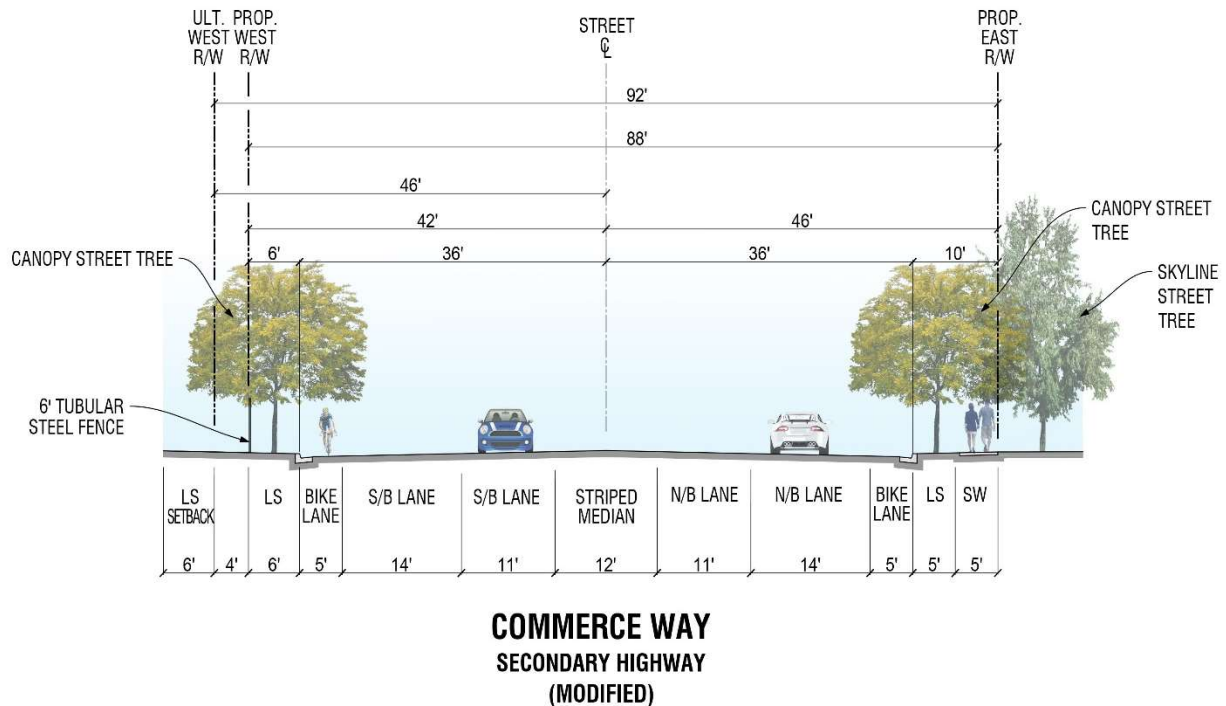 ULT. PROP.
WEST WEST
R/W R/W
STREET
℄
PROP.
EAST
R/W
92'
88'
46'
42'
46'
6'
36'
36'
10'
CANOPY STREET TREE
CANOPY STREET
TREE
SKYLINE
STREET
TREE
6' TUBULAR
STEEL FENCE
LS
SETBACK
LS
BIKE
LANE
S/B LANE
S/B LANE
STRIPED
MEDIAN
N/B LANE
N/B LANE
BIKE
LANE
LS
SW
6'
4'
6'
5'
14'
11'
12'
11'
14'
5'
5'
5'
COMMERCE WAY
SECONDARY HIGHWAY
(MODIFIED)